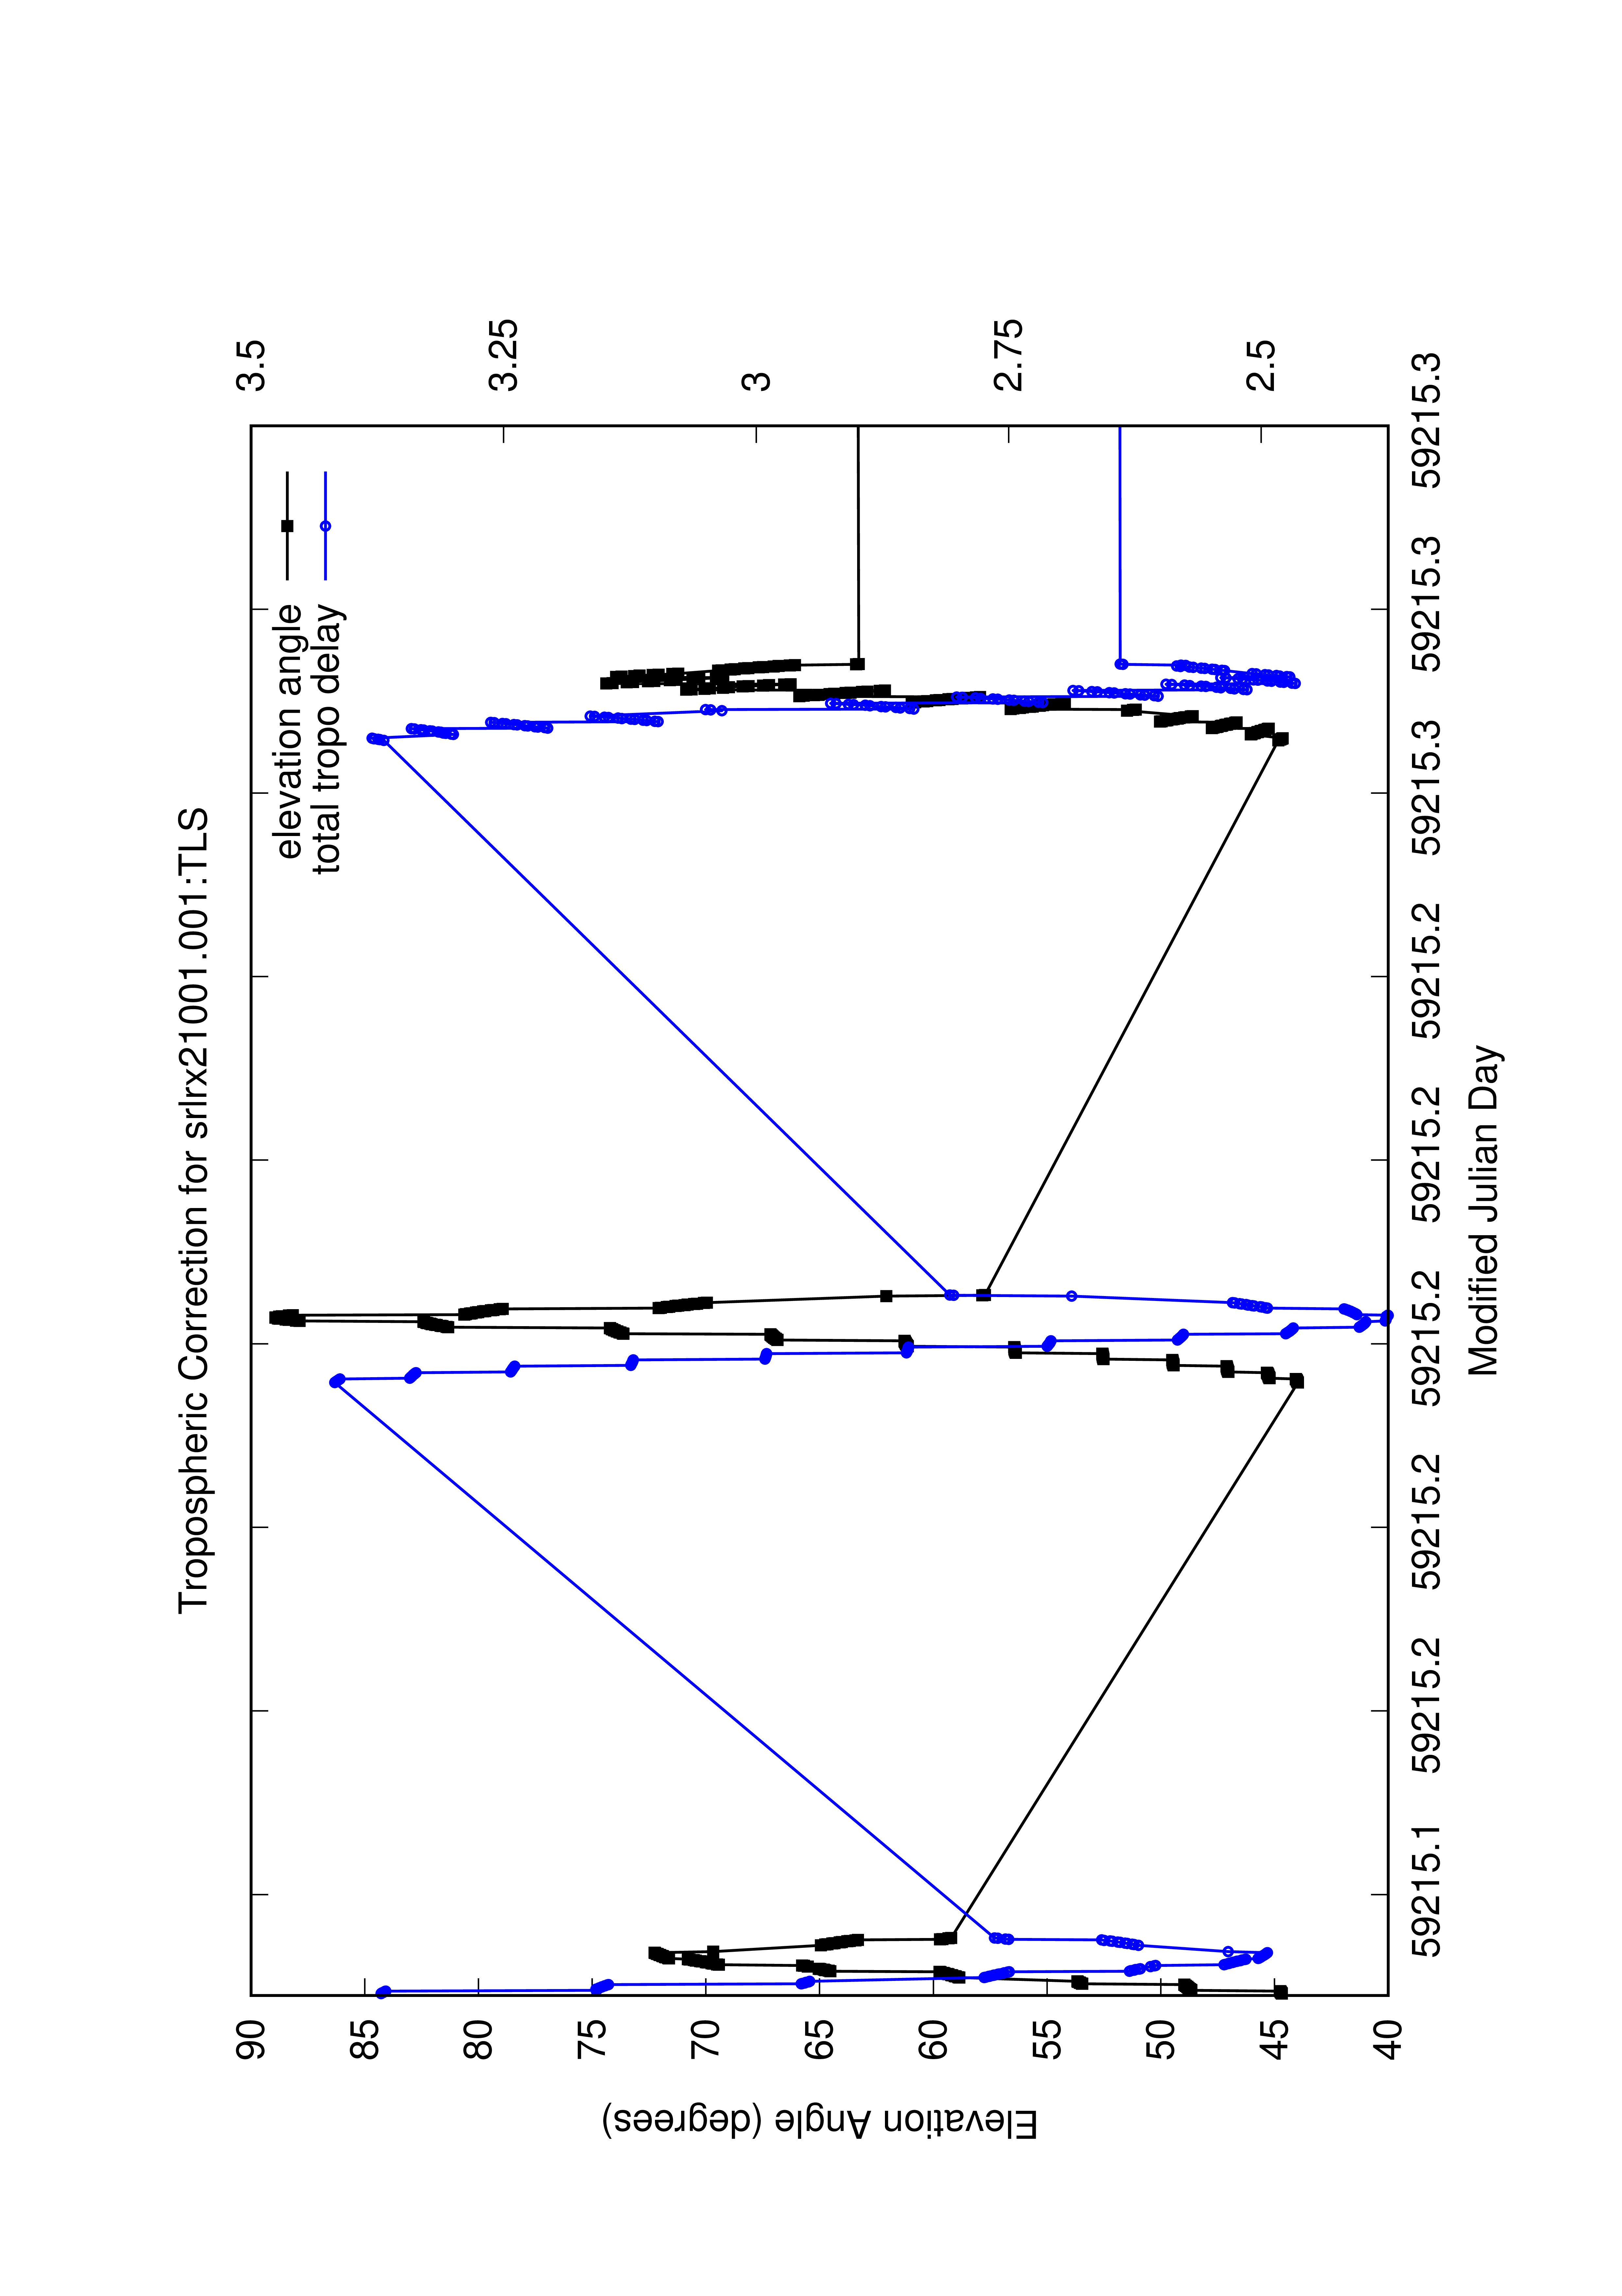 Tropospheric Correction for srlrx21001.001:TLS
elevation angle
total tropo delay
Elevation Angle (degrees)
90
85
80
75
70
65
60
55
50
45
40
3.5
3.25
3
2.75
2.5
59215.1 59215.2 59215.2 59215.2 59215.2 59215.2 59215.3 59215.3 59215.3
Modified Julian Day